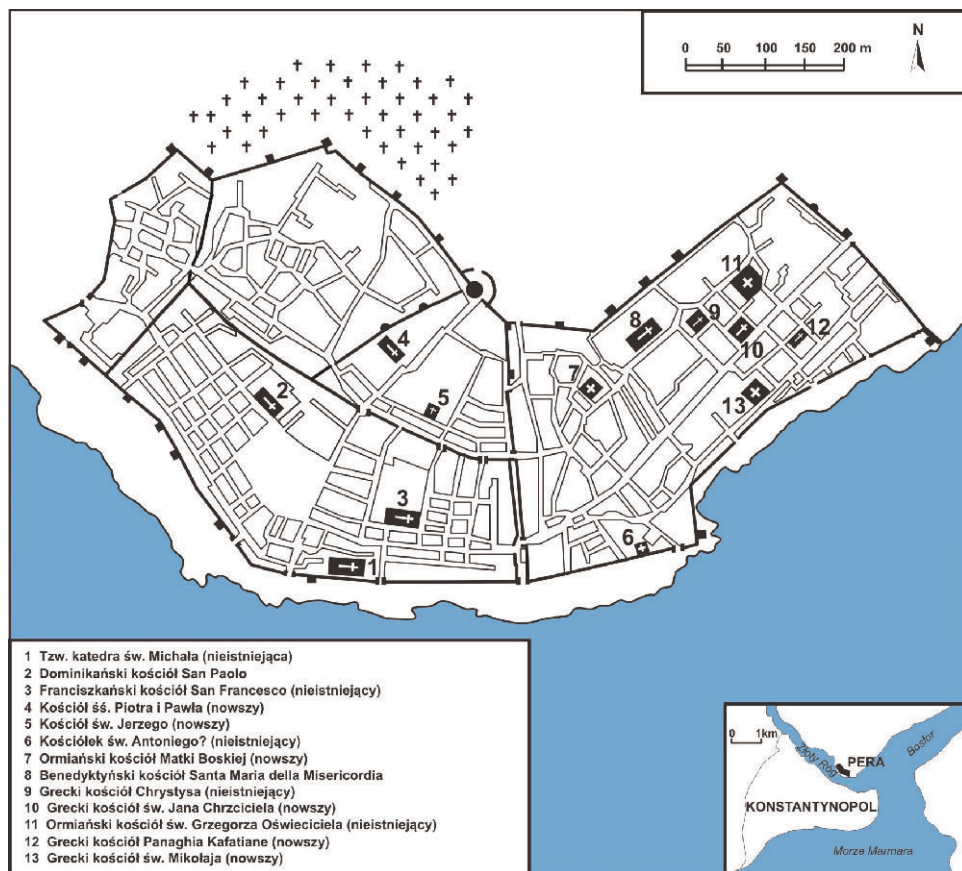 N
0 50 100 150 200 m
11
8
9
10
12
4
7
5
2
13
3
6
1
1 Tzw. katedra św. Michała (nieistniejąca)
2 Dominikański kościół San Paolo
3 Franciszkański kościół San Francesco (nieistniejący)
4 Kościół śś. Piotra i Pawła (nowszy)
5 Kościół św. Jerzego (nowszy)
6 Kościółek św. Antoniego? (nieistniejący)
7 Ormiański kościół Matki Boskiej (nowszy)
8 Benedyktyński kościół Santa Maria della Misericordia
9 Grecki kościół Chrystysa (nieistniejący)
10 Grecki kościół św. Jana Chrzciciela (nowszy)
11 Ormiański kościół św. Grzegorza Oświeciciela (nieistniejący)
12 Grecki kościół Panaghia Kafatiane (nowszy)
13 Grecki kościół św. Mikołaja (nowszy)
0 1km
Złoty Róg
PERA
Bosfor
KONSTANTYNOPOL
Morze Marmara